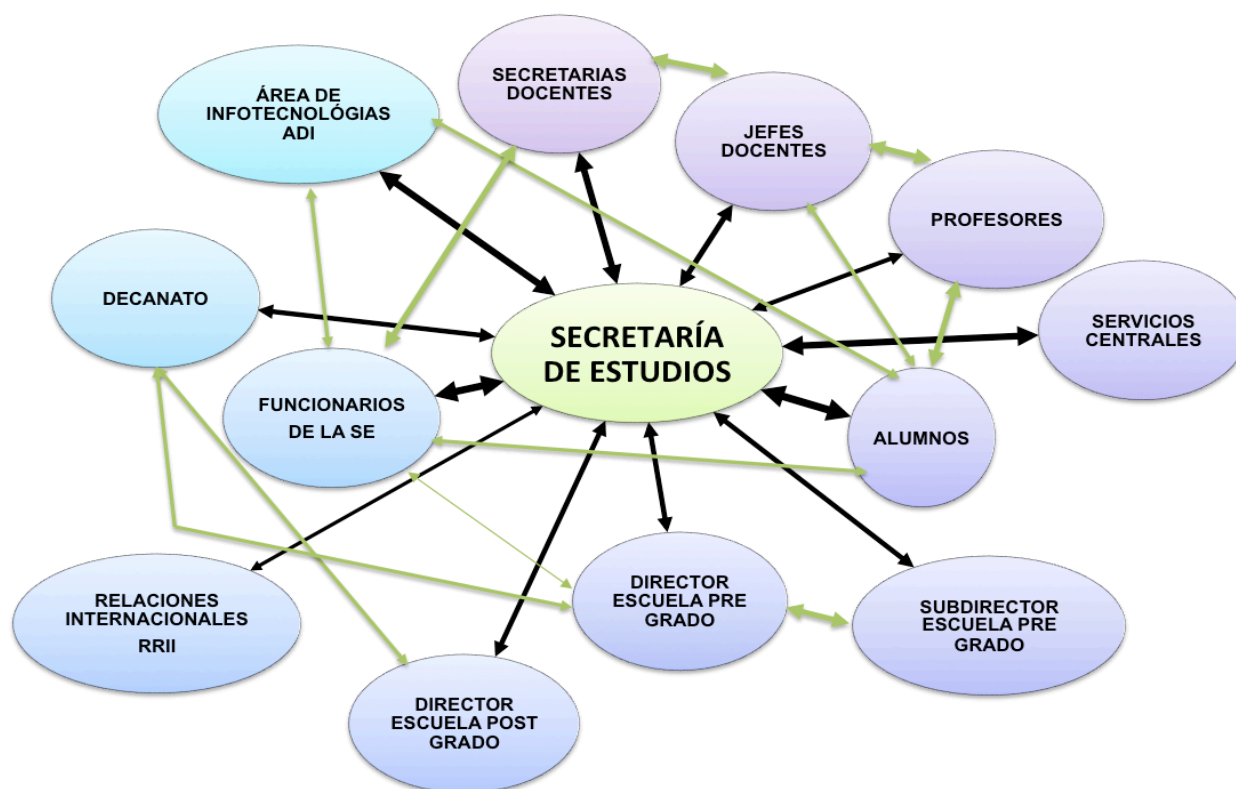 SECRETARIAS
DOCENTES
ÁREA DE
INFOTECNOLÓGIAS
ADI
JEFES
DOCENTES
PROFESORES
DECANATO
SERVICIOS
CENTRALES
SECRETARÍA
DE ESTUDIOS
FUNCIONARIOS
DE LA SE
ALUMNOS
RELACIONES
INTERNACIONALES
RRII
DIRECTOR
ESCUELA PRE
GRADO
SUBDIRECTOR
ESCUELA PRE
GRADO
DIRECTOR
ESCUELA POST
GRADO